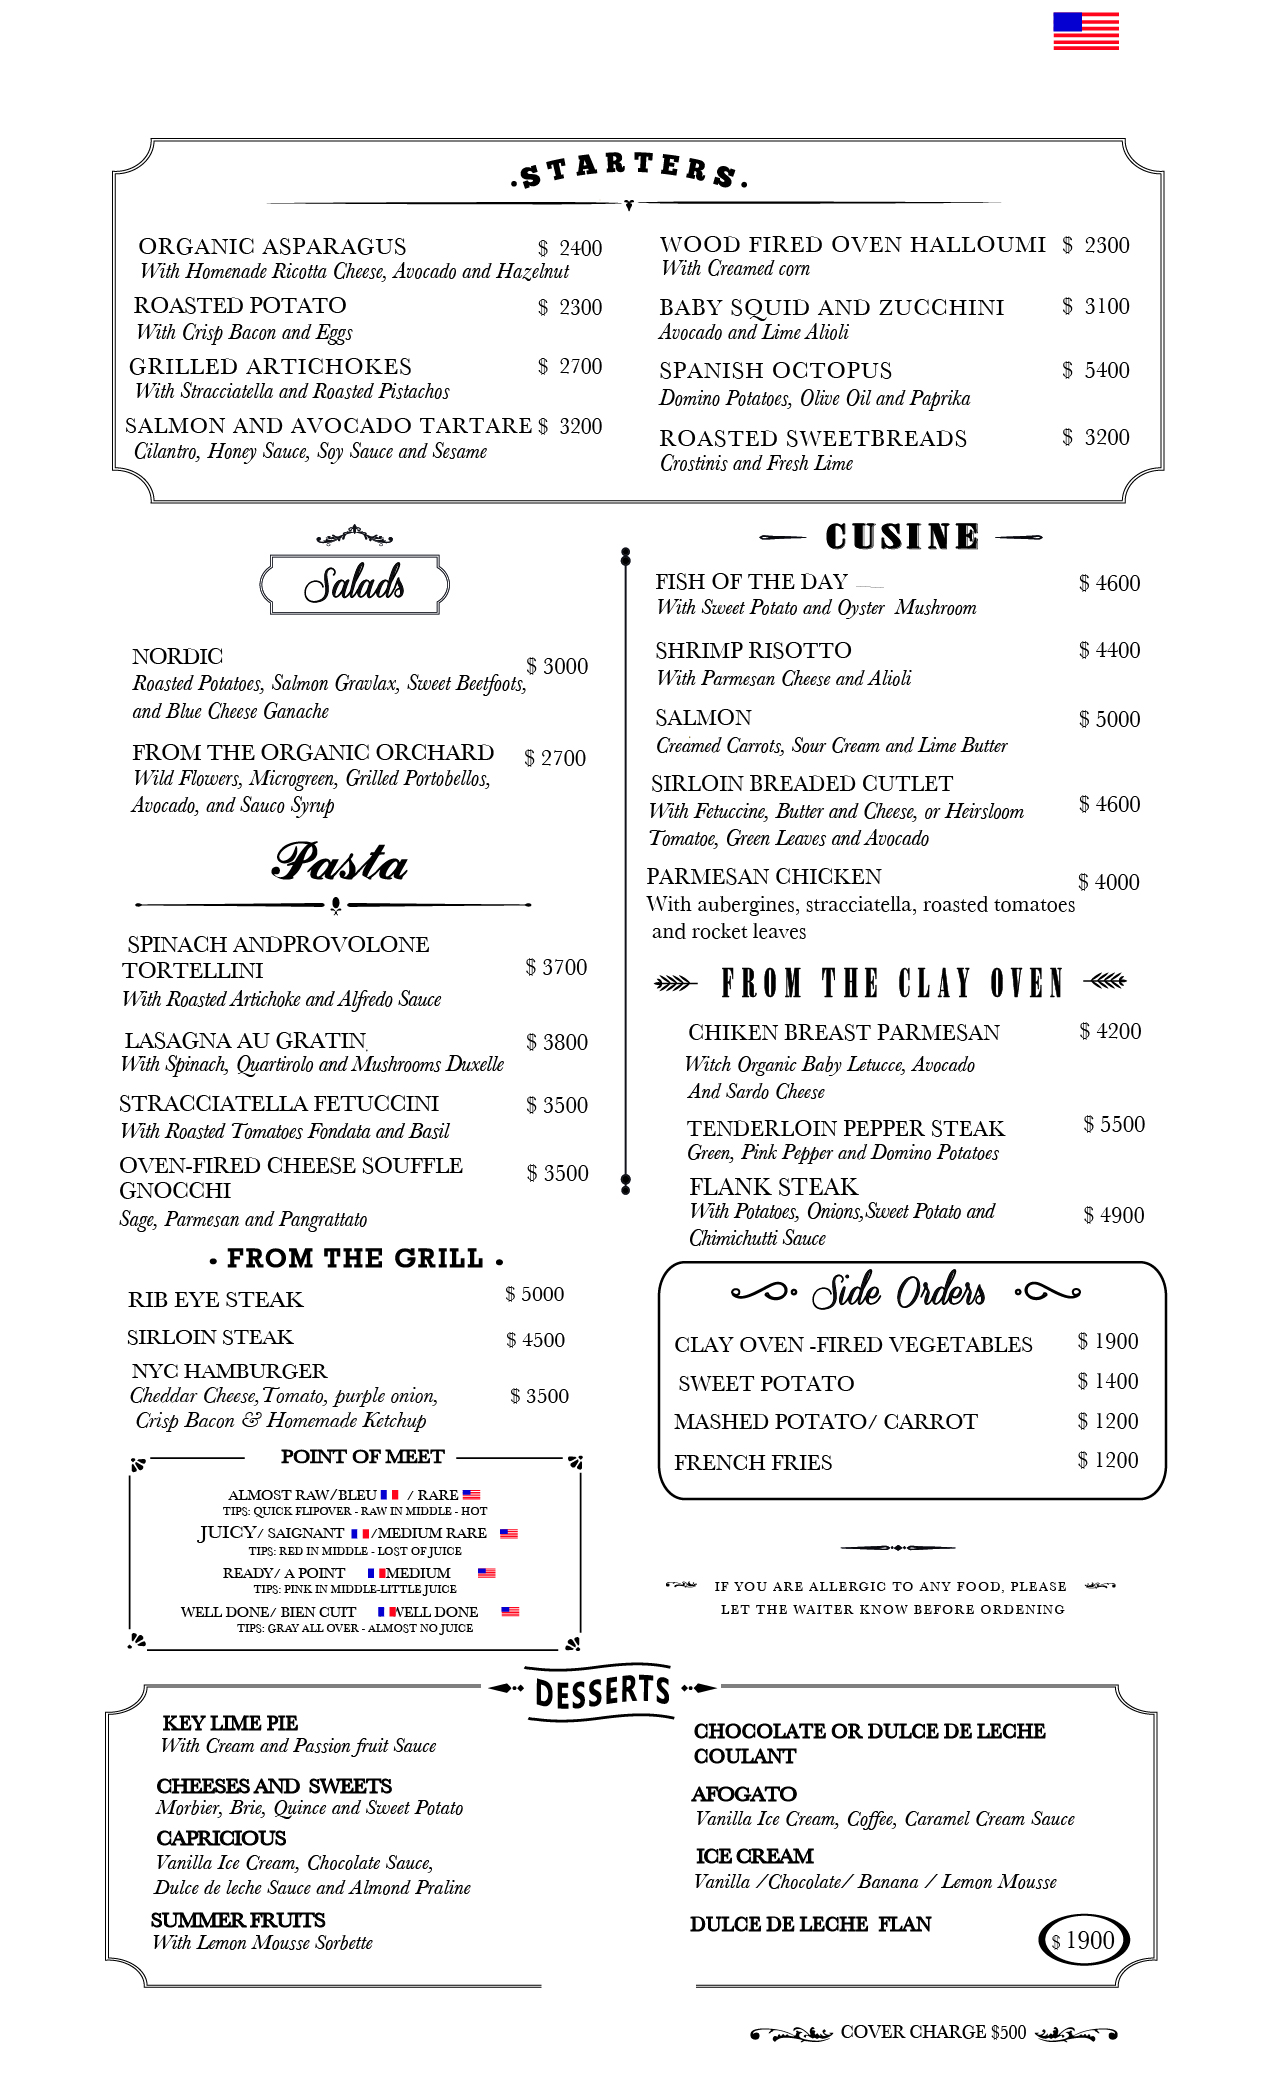 .STARTERS.
ORGANIC ASPARAGUS $ 2400
With Homenade Ricotta Cheese, Avocado and Hazelnut
ROASTED POTATO $ 2300
With Crisp Bacon and Eggs
GRILLED ARTICHOKES $ 2700
With Stracciatella and Roasted Pistachos
SALMON AND AVOCADO TARTARE $ 3200
Cilantro, Honey Sauce, Soy Sauce and Sesame
WOOD FIRED OVEN HALLOUMI $ 2300
With Creamed corn
BABY SQUID AND ZUCCHINI $ 3100
Avocado and Lime Alioli
SPANISH OCTOPUS $ 5400
Domino Potatoes, Olive Oil and Paprika
ROASTED SWEETBREADS $ 3200
Crostinis and Fresh Lime
Salads
NORDIC $ 3000
Roasted Potatoes, Salmon Gravlax, Sweet Beetfoots,
and Blue Cheese Ganache
FROM THE ORGANIC ORCHARD $ 2700
Wild Flowers, Microgreen, Grilled Portobellos,
Avocado, and Sauco Syrup
Pasta
SPINACH ANDPROVOLONE
TORTELLINI $ 3700
With Roasted Artichoke and Alfredo Sauce
LASAGNA AU GRATIN $ 3800
With Spinach, Quartirolo and Mushrooms Duxelle
STRACCIATELLA FETUCCINI $ 3500
With Roasted Tomatoes Fondata and Basil
OVEN-FIRED CHEESE SOUFFLE
GNOCCHI $ 3500
Sage, Parmesan and Pangrattato
• FROM THE GRILL •
RIB EYE STEAK $ 5000
SIRLOIN STEAK $ 4500
NYC HAMBURGER
Cheddar Cheese,Tomato, purple onion, $ 3500
Crisp Bacon & Homemade Ketchup
POINT OF MEET
ALMOST RAW/BLEU / RARE
TIPS: QUICK FLIPOVER - RAW IN MIDDLE - HOT
JUICY/ SAIGNANT /MEDIUM RARE
TIPS: RED IN MIDDLE - LOST OF JUICE
READY/ A POINT MEDIUM
TIPS: PINK IN MIDDLE-LITTLE JUICE
WELL DONE/ BIEN CUIT WELL DONE
TIPS: GRAY ALL OVER - ALMOST NO JUICE
CUSINE
FISH OF THE DAY $ 4600
With Sweet Potato and Oyster Mushroom
SHRIMP RISOTTO $ 4400
With Parmesan Cheese and Alioli
SALMON $ 5000
Creamed Carrots, Sour Cream and Lime Butter
SIRLOIN BREADED CUTLET
With Fetuccine, Butter and Cheese, or Heirsloom $ 4600
Tomatoe, Green Leaves and Avocado
PARMESAN CHICKEN $ 4000
With aubergines, stracciatella, roasted tomatoes
and rocket leaves
FROM THE CLAY OVEN
CHIKEN BREAST PARMESAN $ 4200
Witch Organic Baby Letucce, Avocado
And Sardo Cheese
TENDERLOIN PEPPER STEAK $ 5500
Green, Pink Pepper and Domino Potatoes
FLANK STEAK
With Potatoes, Onions,Sweet Potato and $ 4900
Chimichutti Sauce
Side Orders
CLAY OVEN -FIRED VEGETABLES $ 1900
SWEET POTATO $ 1400
MASHED POTATO/ CARROT $ 1200
FRENCH FRIES $ 1200
IF YOU ARE ALLERGIC TO ANY FOOD, PLEASE
LET THE WAITER KNOW BEFORE ORDENING
DESSERTS
KEY LIME PIE
With Cream and Passion fruit Sauce
CHEESES AND SWEETS
Morbier, Brie, Quince and Sweet Potato
CAPRICIOUS
Vanilla Ice Cream, Chocolate Sauce,
Dulce de leche Sauce and Almond Praline
SUMMER FRUITS
With Lemon Mousse Sorbette
CHOCOLATE OR DULCE DE LECHE
COULANT
AFOGATO
Vanilla Ice Cream, Coffee, Caramel Cream Sauce
ICE CREAM
Vanilla /Chocolate/ Banana / Lemon Mousse
DULCE DE LECHE FLAN
$ 1900
COVER CHARGE $500